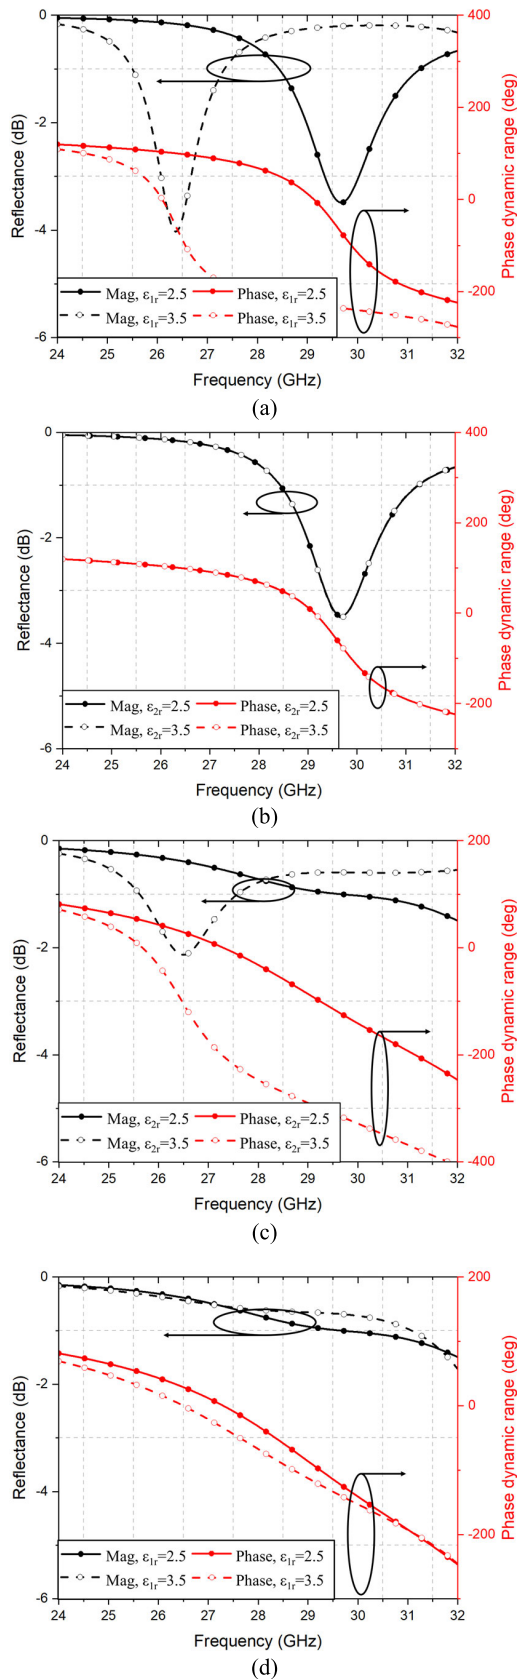 0
-2
-4
-6
Reflectance (dB)
400
200
0
-200
Phase dynamic range (deg)
Mag, ε1r=2.5 Phase, ε1r=2.5
Mag, ε1r=3.5 Phase, ε1r=3.5
24 25 26 27 28 29 30 31 32
Frequency (GHz)
(a)
0
-2
-4
-6
Reflectance (dB)
400
200
0
-200
Phase dynamic range (deg)
Mag, ε2r=2.5 Phase, ε2r=2.5
Mag, ε2r=3.5 Phase, ε2r=3.5
24 25 26 27 28 29 30 31 32
Frequency (GHz)
(b)
0
-2
-4
-6
Reflectance (dB)
200
0
-200
-400
Phase dynamic range (deg)
Mag, ε2r=2.5 Phase, ε2r=2.5
Mag, ε2r=3.5 Phase, ε2r=3.5
24 25 26 27 28 29 30 31 32
Frequency (GHz)
(c)
0
-2
-4
-6
Reflectance (dB)
200
0
-200
Phase dynamic range (deg)
Mag, ε1r=2.5 Phase, ε1r=2.5
Mag, ε1r=3.5 Phase, ε1r=3.5
24 25 26 27 28 29 30 31 32
Frequency (GHz)
(d)